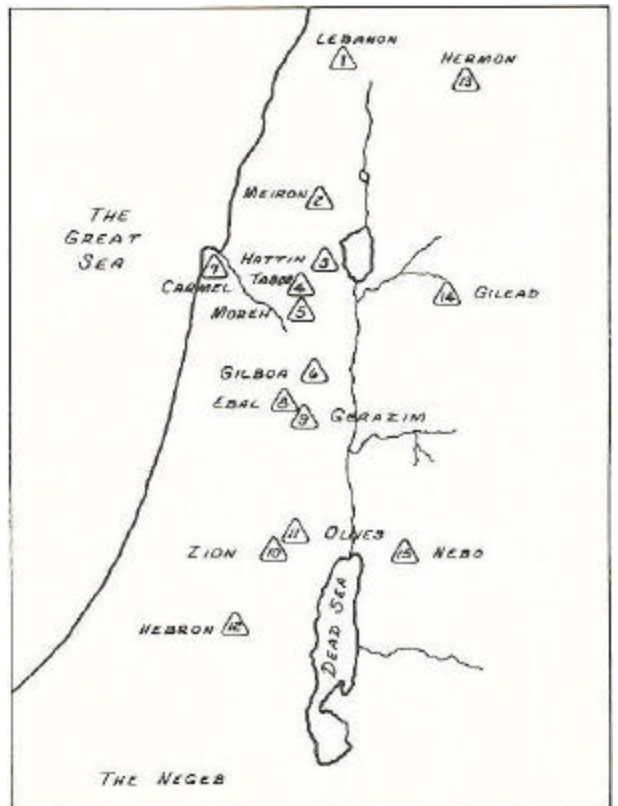 LEBANON
1
HERMON
13
MEIRON
2
THE
GREAT
SEA
HATTIN
3
7
CARMEL
TABOR
4
14
GILEAD
MOREH
5
GILBOA
6
EBAL
8
9
GERAZIM
11
OLIVES
ZION
10
15
NEBO
DEAD SEA
HEBRON
12
THE NEGEB